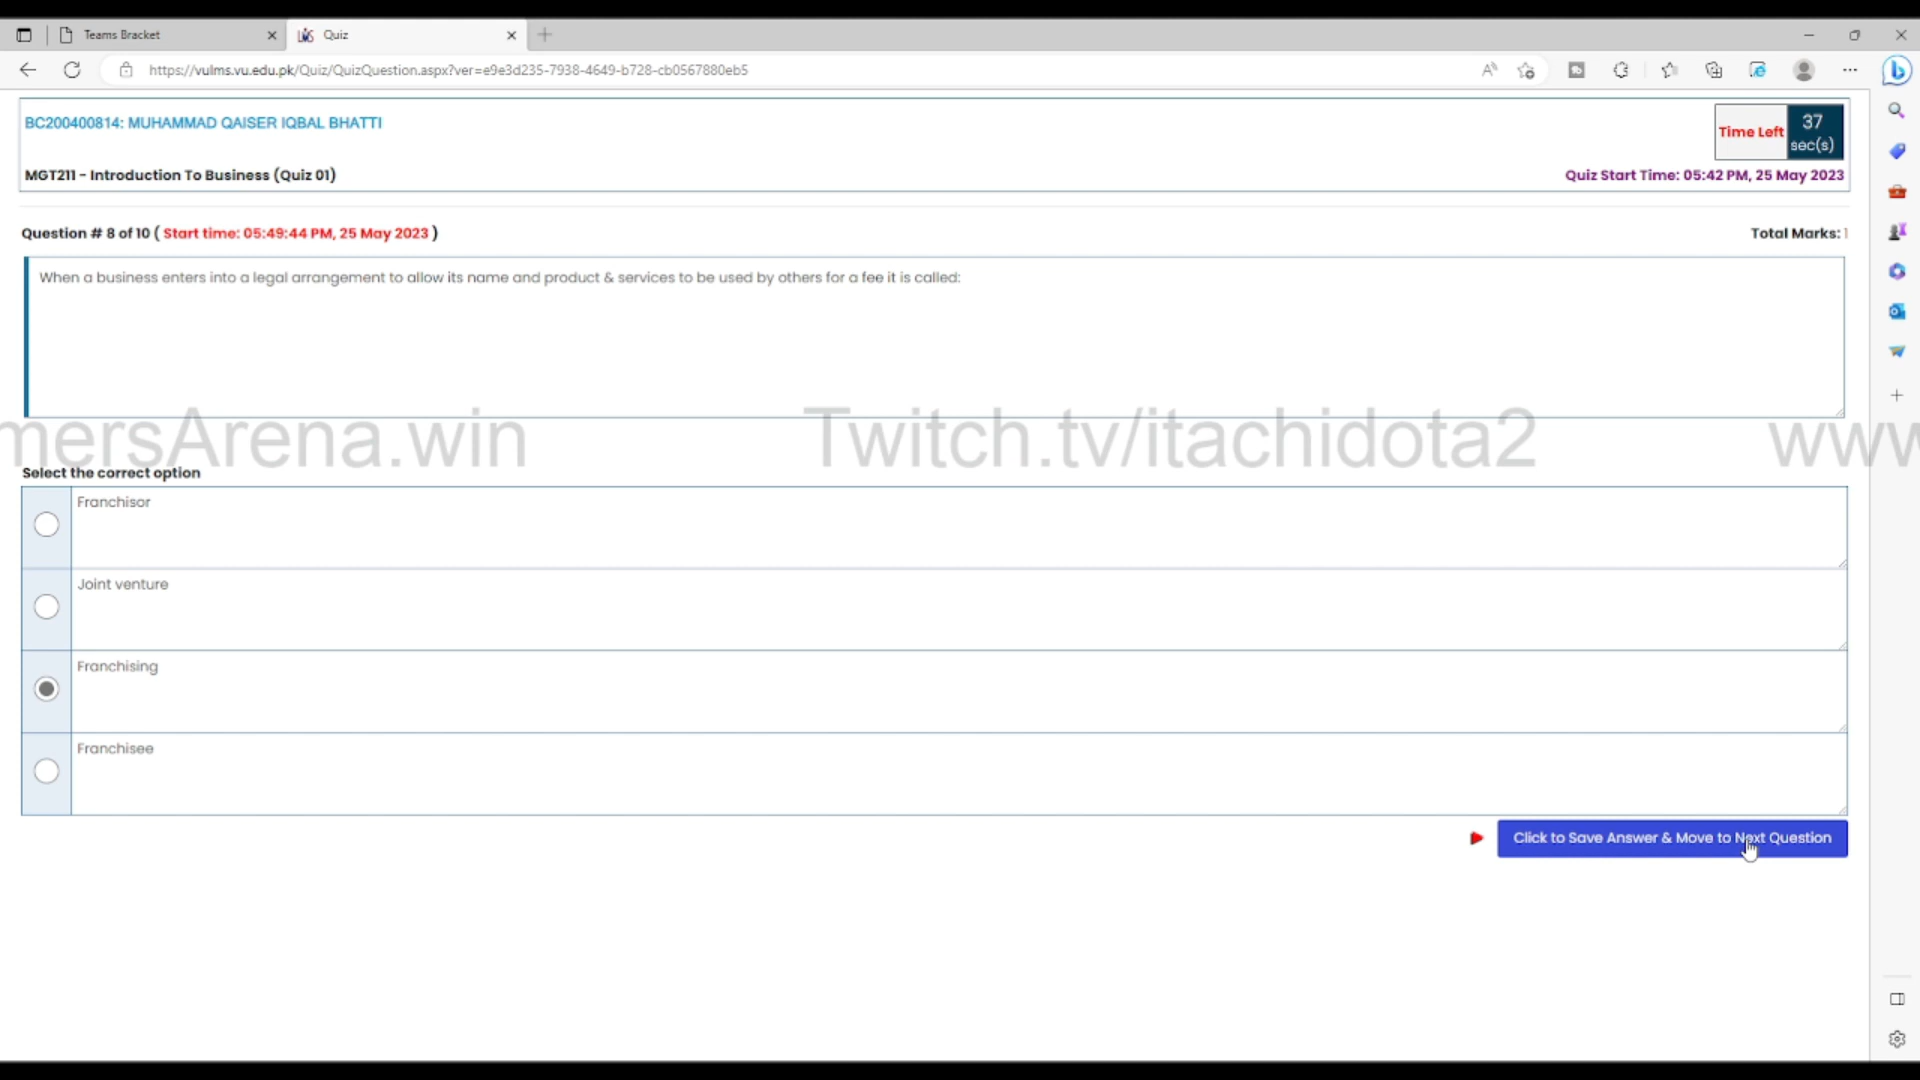 Teams Bracket
Quiz
https://vulms.vu.edu.pk/Quiz/QuizQuestion.aspx?ver=e9e3d235-7938-4649-b728-cb0567880eb5
BC200400814: MUHAMMAD QAISER IQBAL BHATTI
Time Left
37
sec(s)
MGT211 - Introduction To Business (Quiz 01)
Quiz Start Time: 05:42 PM, 25 May 2023
Question # 8 of 10 ( Start time: 05:49:44 PM, 25 May 2023 )
Total Marks: 1
When a business enters into a legal arrangement to allow its name and product & services to be used by others for a fee it is called:
mersArena.win
Twitch.tv/itachidota2
www
Select the correct option
Franchisor
Joint venture
Franchising
Franchisee
Click to Save Answer & Move to Next Question